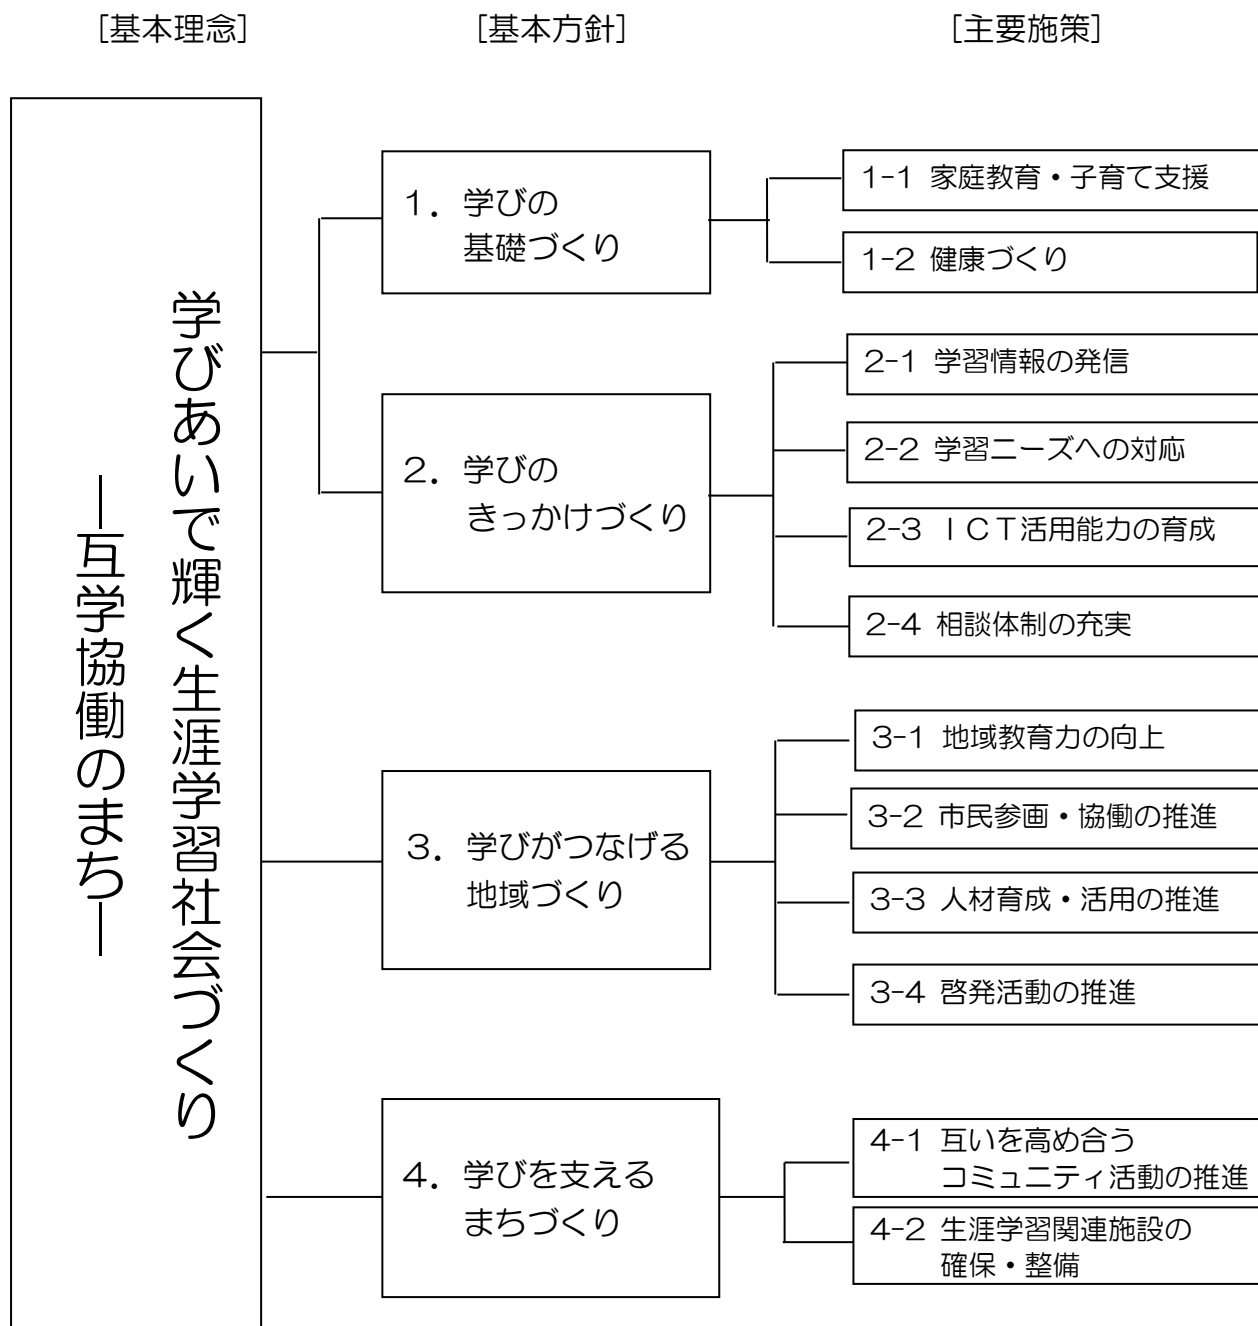 [基本理念]
[基本方針]
[主要施策]
学びあいで輝く生涯学習社会づくり
―互学協働のまち―
1．学びの
基礎づくり
1-1 家庭教育・子育て支援
1-2 健康づくり
2．学びの
きっかけづくり
2-1 学習情報の発信
2-2 学習ニーズへの対応
2-3 ＩＣＴ活用能力の育成
2-4 相談体制の充実
3．学びがつなげる
地域づくり
3-1 地域教育力の向上
3-2 市民参画・協働の推進
3-3 人材育成・活用の推進
3-4 啓発活動の推進
4．学びを支える
まちづくり
4-1 互いを高め合う
コミュニティ活動の推進
4-2 生涯学習関連施設の
確保・整備